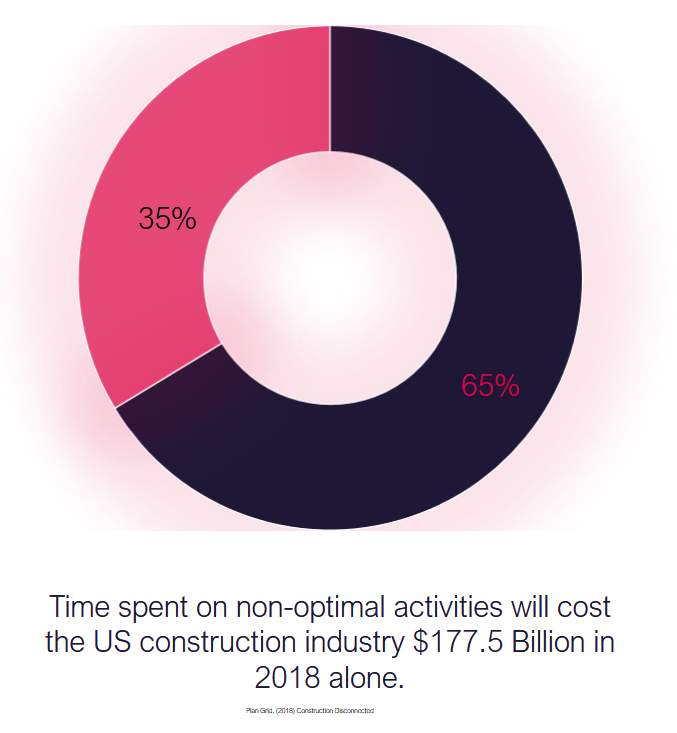 35%
65%
Time spent on non-optimal activities will cost
the US construction industry $177.5 Billion in
2018 alone.
Plan Grid, (2018) Construction Disconnected